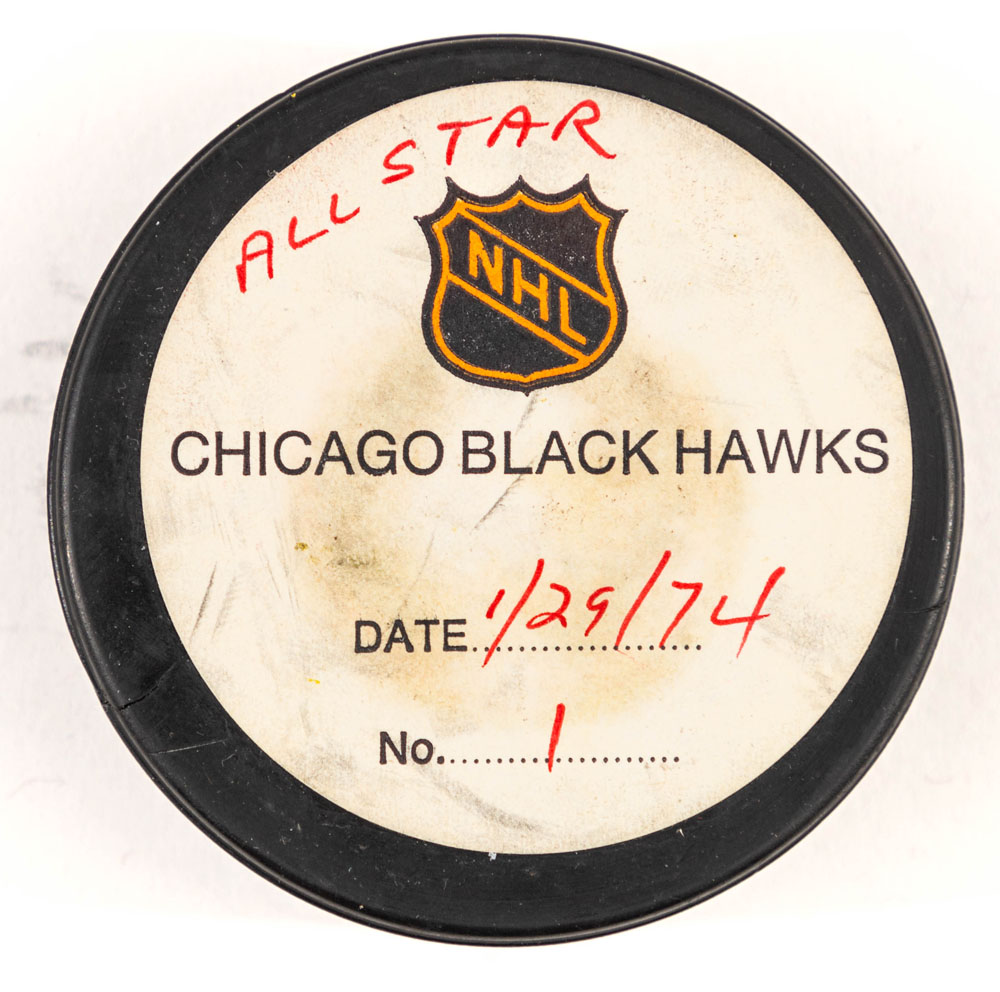 ALL STAR
NHL
CHICAGO BLACK HAWKS
DATE 1/29/74
No. 1